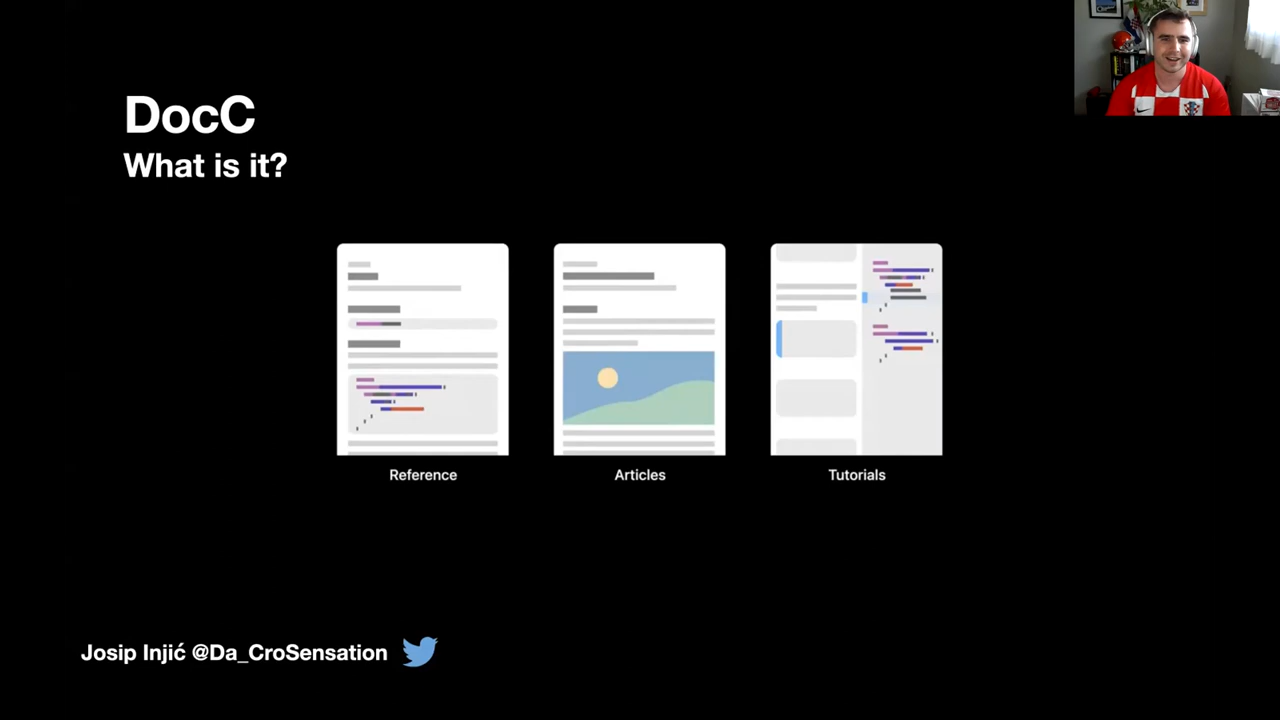 DocC
What is it?
Reference
Articles
Tutorials
Josip Injić @Da_CroSensation